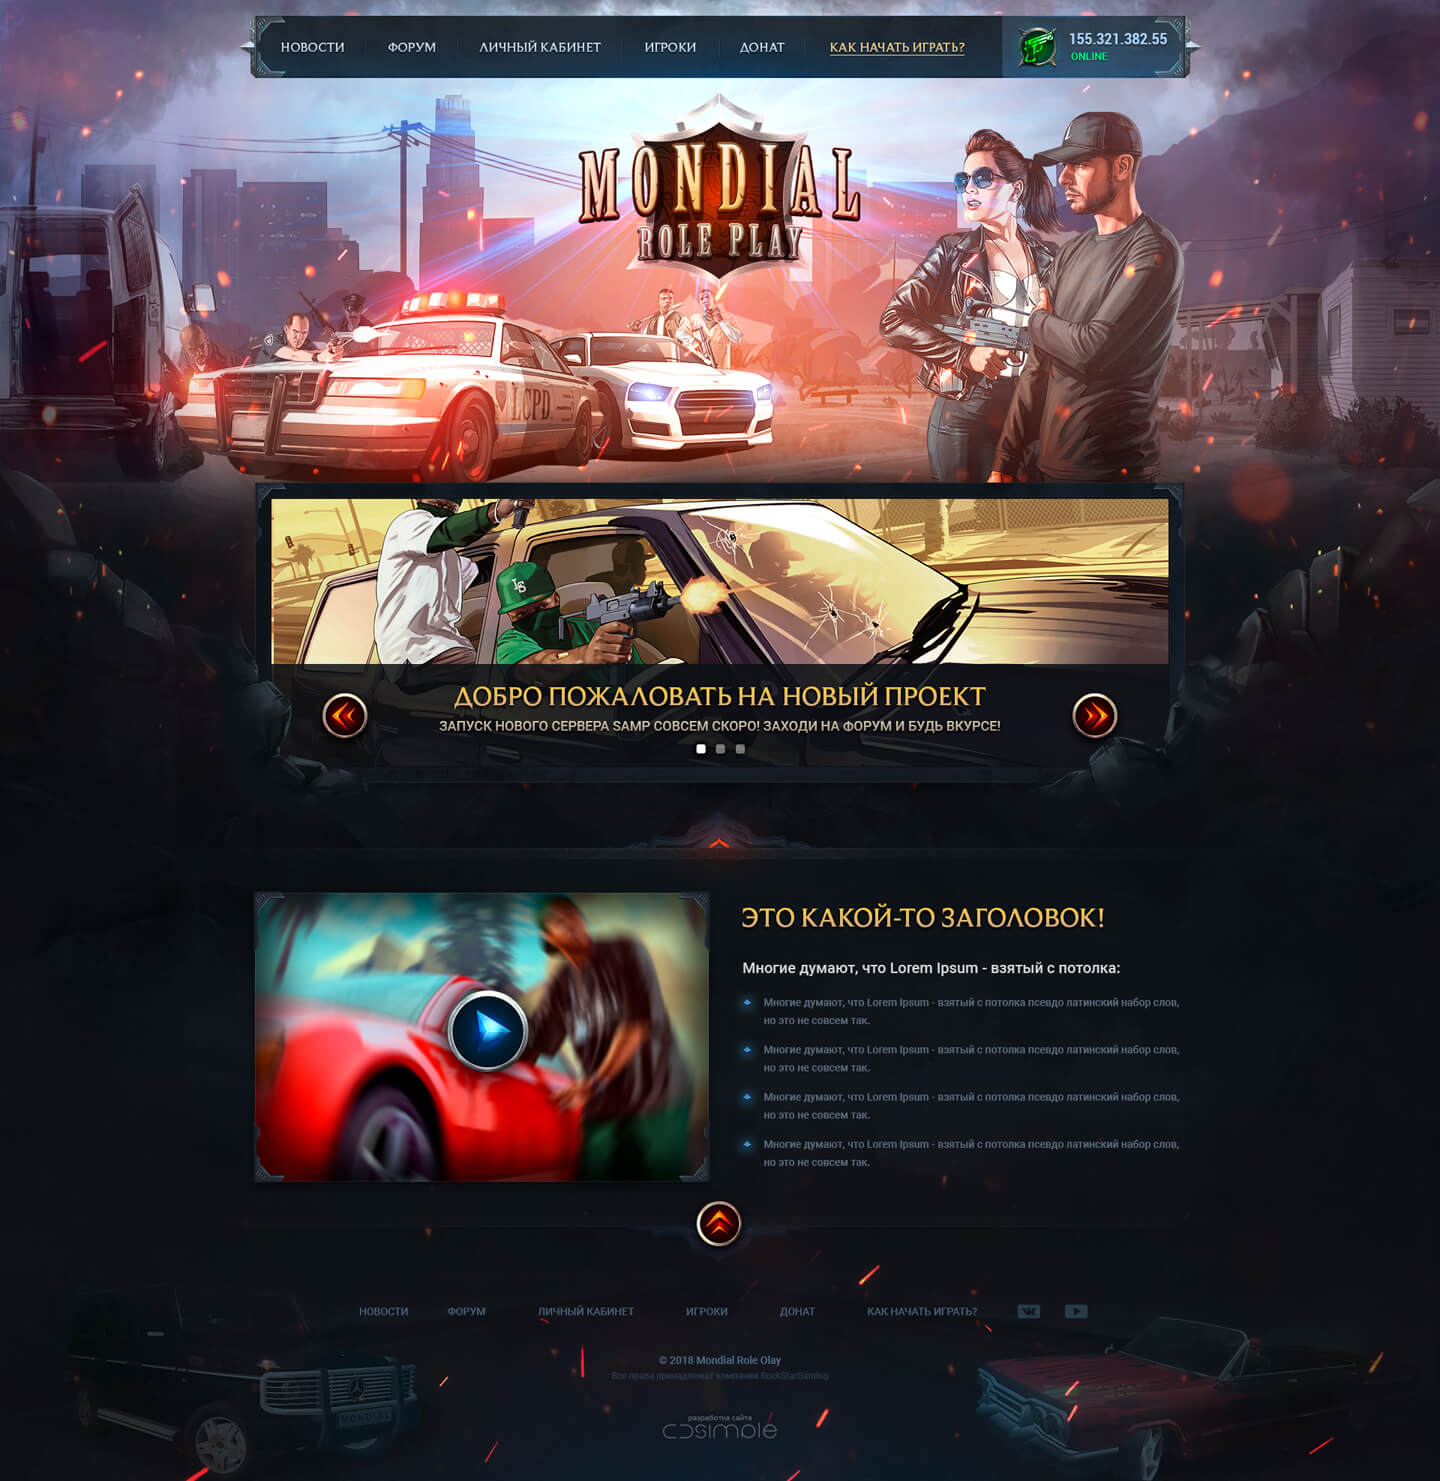 НОВОСТИ
ФОРУМ
ЛИЧНЫЙ КАБИНЕТ
ИГРОКИ
ДОНАТ
КАК НАЧАТЬ ИГРАТЬ?
155.321.382.55
ONLINE
MONDIAL
ROLE PLAY
LCPD
LS
ДОБРО ПОЖАЛОВАТЬ НА НОВЫЙ ПРОЕКТ
ЗАПУСК НОВОГО СЕРВЕРА SAMP СОВСЕМ СКОРО! ЗАХОДИ НА ФОРУМ И БУДЬ ВКУРСЕ!
ЭТО КАКОЙ-ТО ЗАГОЛОВОК!
Многие думают, что Lorem Ipsum - взятый с потолка:
Многие думают, что Lorem Ipsum - взятый с потолка псевдо латинский набор слов,
но это не совсем так.
Многие думают, что Lorem Ipsum - взятый с потолка псевдо латинский набор слов,
но это не совсем так.
Многие думают, что Lorem Ipsum - взятый с потолка псевдо латинский набор слов,
но это не совсем так.
Многие думают, что Lorem Ipsum - взятый с потолка псевдо латинский набор слов,
но это не совсем так.
НОВОСТИ
ФОРУМ
ЛИЧНЫЙ КАБИНЕТ
ИГРОКИ
ДОНАТ
КАК НАЧАТЬ ИГРАТЬ?
© 2018 Mondial Role Olay
Все права принадлежат компании RockStarGaming
MONDIAL
разработка сайта
cosimple